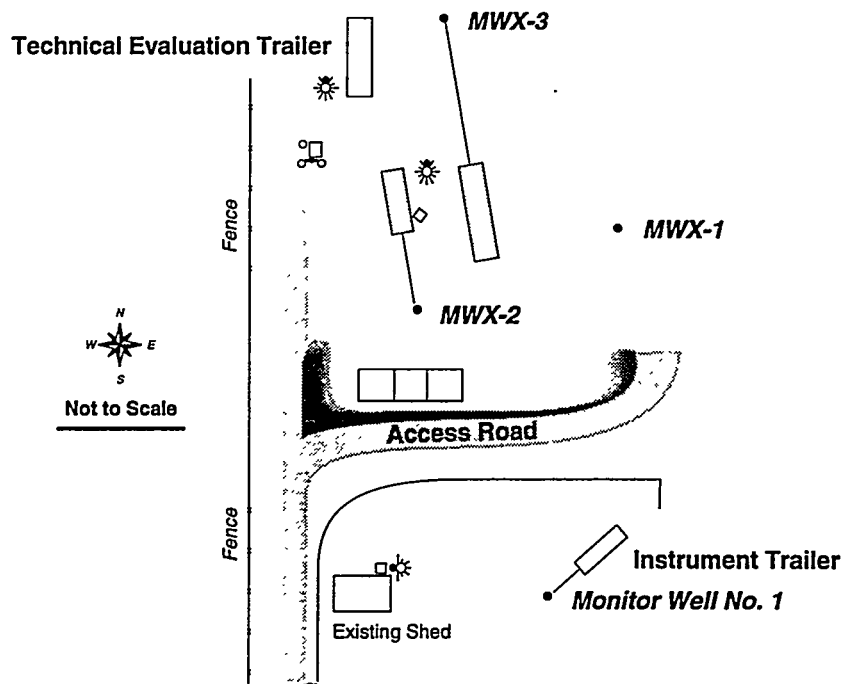 MWX-3
Technical Evaluation Trailer
Fence
MWX-1
MWX-2
N
W E
S
Not to Scale
Access Road
Fence
Instrument Trailer
Monitor Well No. 1
Existing Shed